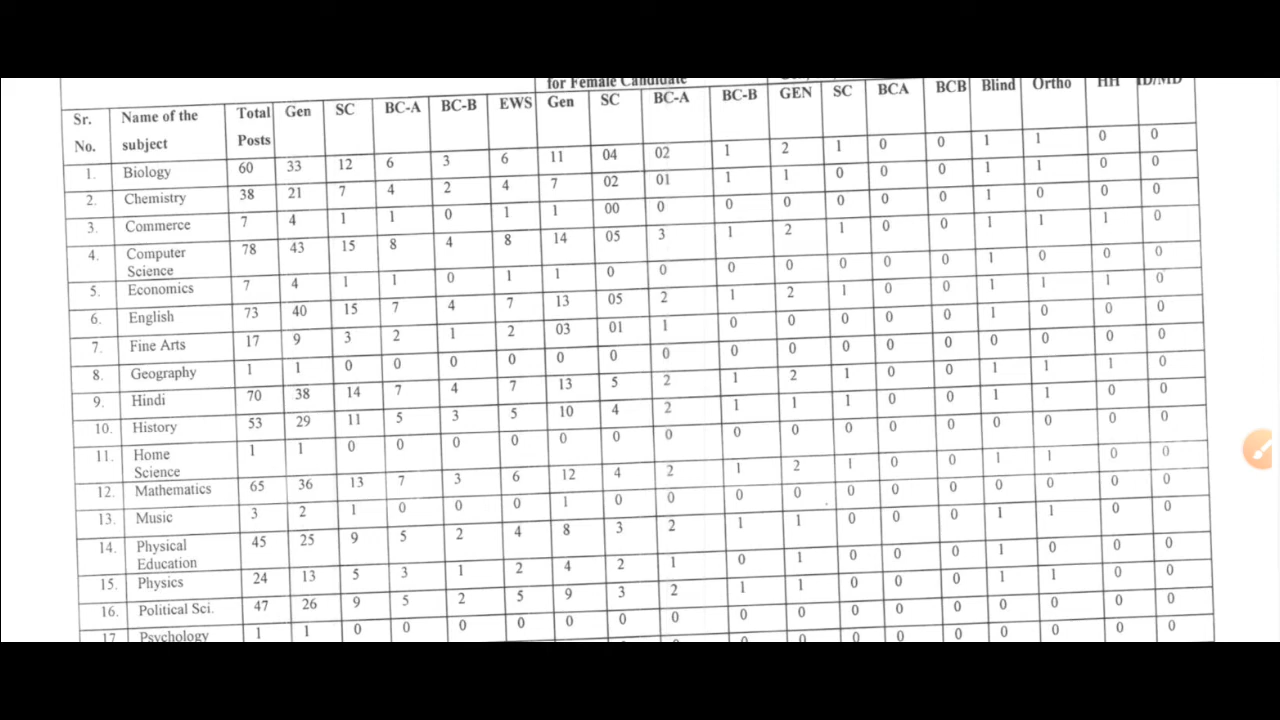 for Female Candidate
Sr. No. Name of the subject Total Posts Gen SC BC-A BC-B EWS Gen SC BC-A BC-B GEN SC BCA BCB Blind Ortho HH ID/MD
1. Biology 60 33 12 6 3 6 11 04 02 1 2 1 0 0 1 1 0 0
2. Chemistry 38 21 7 4 2 4 7 02 01 1 1 0 0 0 1 1 0 0
3. Commerce 7 4 1 1 0 1 1 00 0 0 0 0 0 0 1 0 0 0
4. Computer Science 78 43 15 8 4 8 14 05 3 1 2 1 0 0 1 1 1 0
5. Economics 7 4 1 1 0 1 1 0 0 0 0 0 0 0 1 0 0 0
6. English 73 40 15 7 4 7 13 05 2 1 2 1 0 0 1 1 1 0
7. Fine Arts 17 9 3 2 1 2 03 01 1 0 0 0 0 0 1 0 0 0
8. Geography 1 1 0 0 0 0 0 0 0 0 0 0 0 0 0 0 0 0
9. Hindi 70 38 14 7 4 7 13 5 2 1 2 1 0 0 1 1 1 0
10. History 53 29 11 5 3 5 10 4 2 1 1 1 0 0 1 1 0 0
11. Home Science 1 1 0 0 0 0 0 0 0 0 0 0 0 0 0 0 0 0
12. Mathematics 65 36 13 7 3 6 12 4 2 1 2 1 0 0 1 1 0 0
13. Music 3 2 1 0 0 0 1 0 0 0 0 0 0 0 0 0 0 0
14. Physical Education 45 25 9 5 2 4 8 3 2 1 1 0 0 0 1 1 0 0
15. Physics 24 13 5 3 1 2 4 2 1 0 1 0 0 0 1 0 0 0
16. Political Sci. 47 26 9 5 2 5 9 3 2 1 1 0 0 0 1 1 0 0
17. Psychology 1 1 0 0 0 0 0 0 0 0 0 0 0 0 0 0 0 0